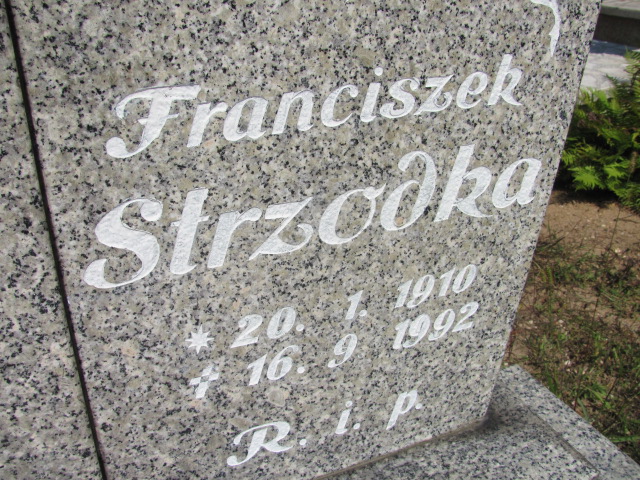 Franciszek
Strzodka
* 20. 1. 1910
✝ 16. 9. 1992
R. i. p.